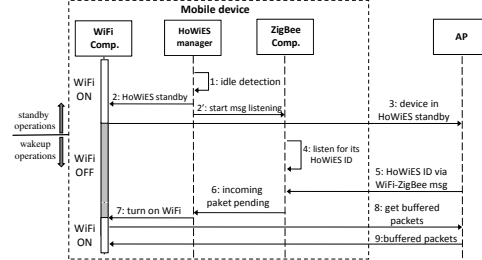 Mobile device
WiFi
Comp.
HoWiES
manager
ZigBee
Comp.
AP
WiFi
ON
1: idle detection
2: HoWiES standby
2': start msg listening
3: device in
HoWiES standby
standby
operations
wakeup
operations
WiFi
OFF
4: listen for its
HoWiES ID
5: HoWiES ID via
WiFi-ZigBee msg
6: incoming
paket pending
7: turn on WiFi
8: get buffered
packets
WiFi
ON
9:buffered packets